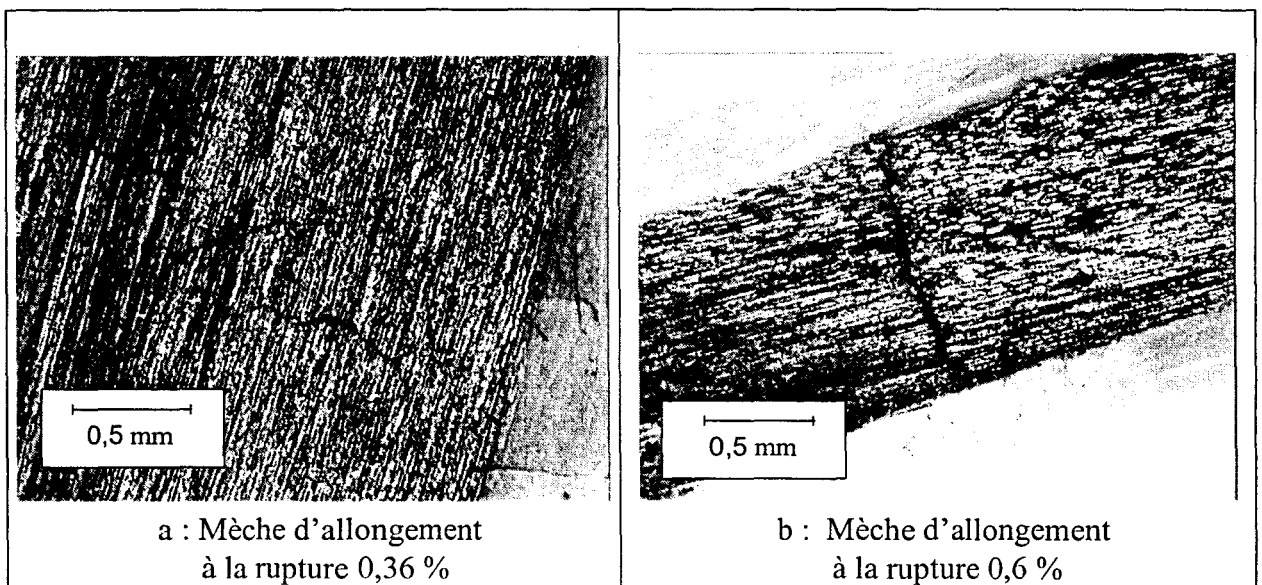 0,5 mm
0,5 mm
a : Mèche d'allongement
à la rupture 0,36 %
b : Mèche d'allongement
à la rupture 0,6 %